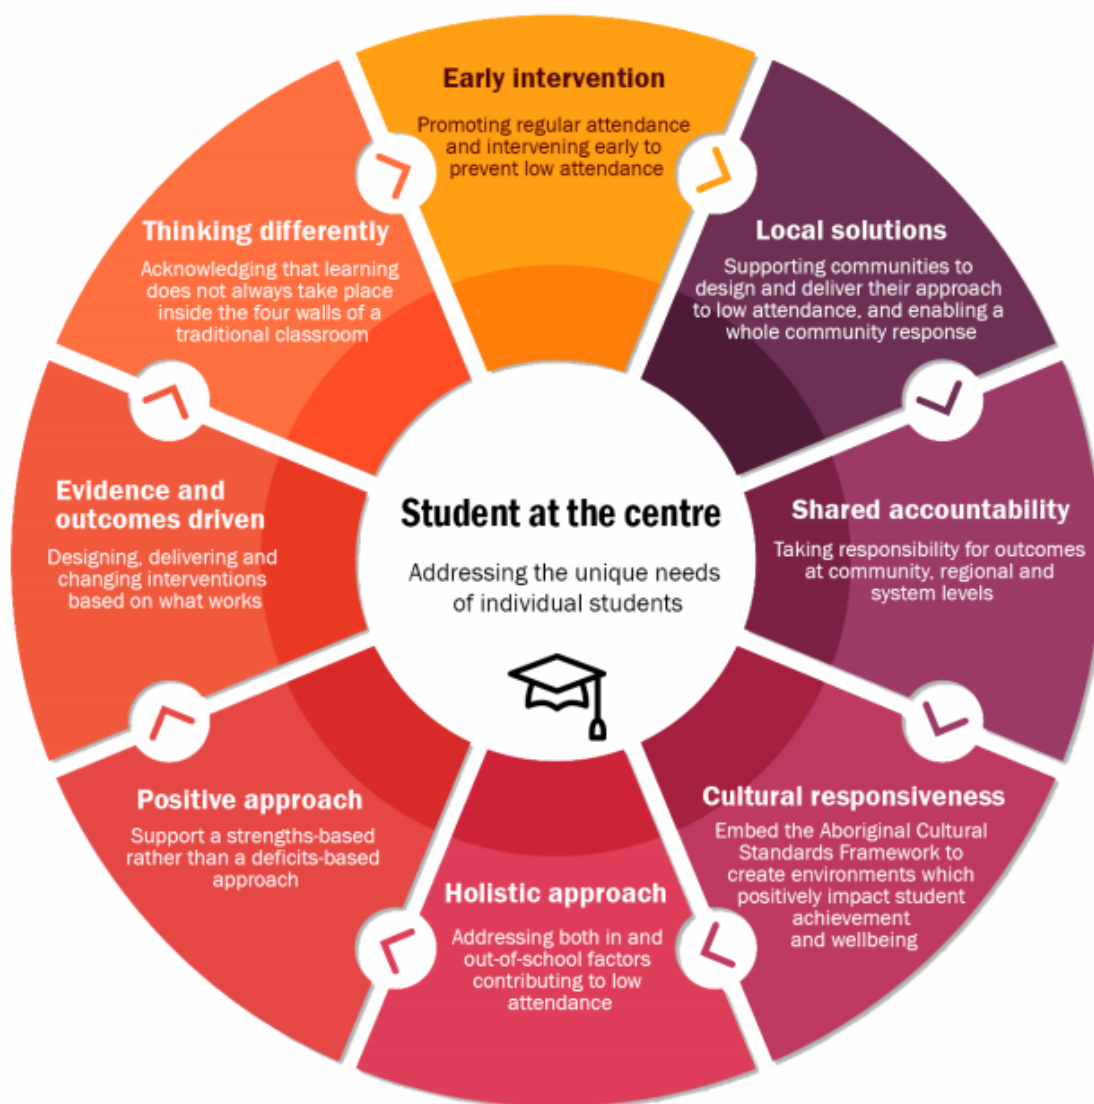 Early intervention
Promoting regular attendance
and intervening early to
prevent low attendance
Local solutions
Supporting communities to
design and deliver their approach
to low attendance, and enabling a
whole community response
Shared accountability
Taking responsibility for outcomes
at community, regional and
system levels
Cultural responsiveness
Embed the Aboriginal Cultural
Standards Framework to
create environments which
positively impact student
achievement
and wellbeing
Holistic approach
Addressing both in and
out-of-school factors
contributing to low
attendance
Positive approach
Support a strengths-based
rather than a deficits-based
approach
Evidence and
outcomes driven
Designing, delivering and
changing interventions
based on what works
Thinking differently
Acknowledging that learning
does not always take place
inside the four walls of a
traditional classroom
Student at the centre
Addressing the unique needs
of individual students